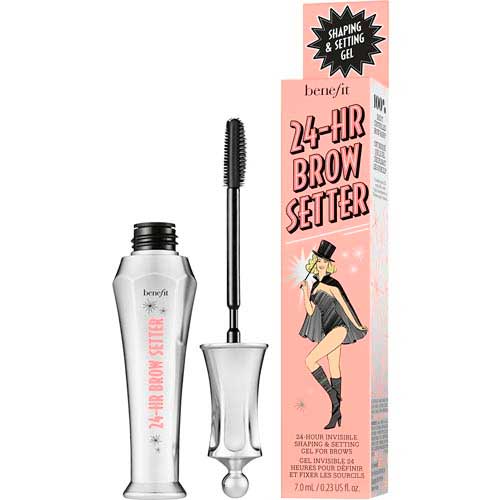 SHAPING
& SETTING
GEL
benefit
24-HR
BROW
SETTER
100%
benefit
24-HR BROW SETTER
24-HOUR INVISIBLE
SHAPING & SETTING
GEL FOR BROWS
GEL INVISIBLE 24
HEURES POUR DÉFINIR
ET FIXER LES SOURCILS
7.0 mL / 0.23 US fl. oz.